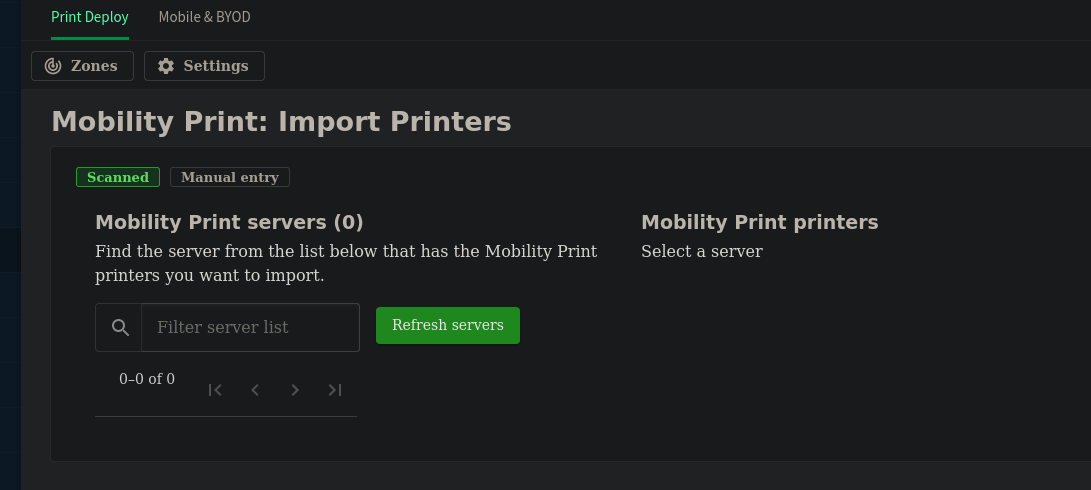 Print Deploy
Mobile & BYOD
Zones
Settings
Mobility Print: Import Printers
Scanned
Manual entry
Mobility Print servers (0)
Find the server from the list below that has the Mobility Print
printers you want to import.
Filter server list
Refresh servers
0–0 of 0
Mobility Print printers
Select a server